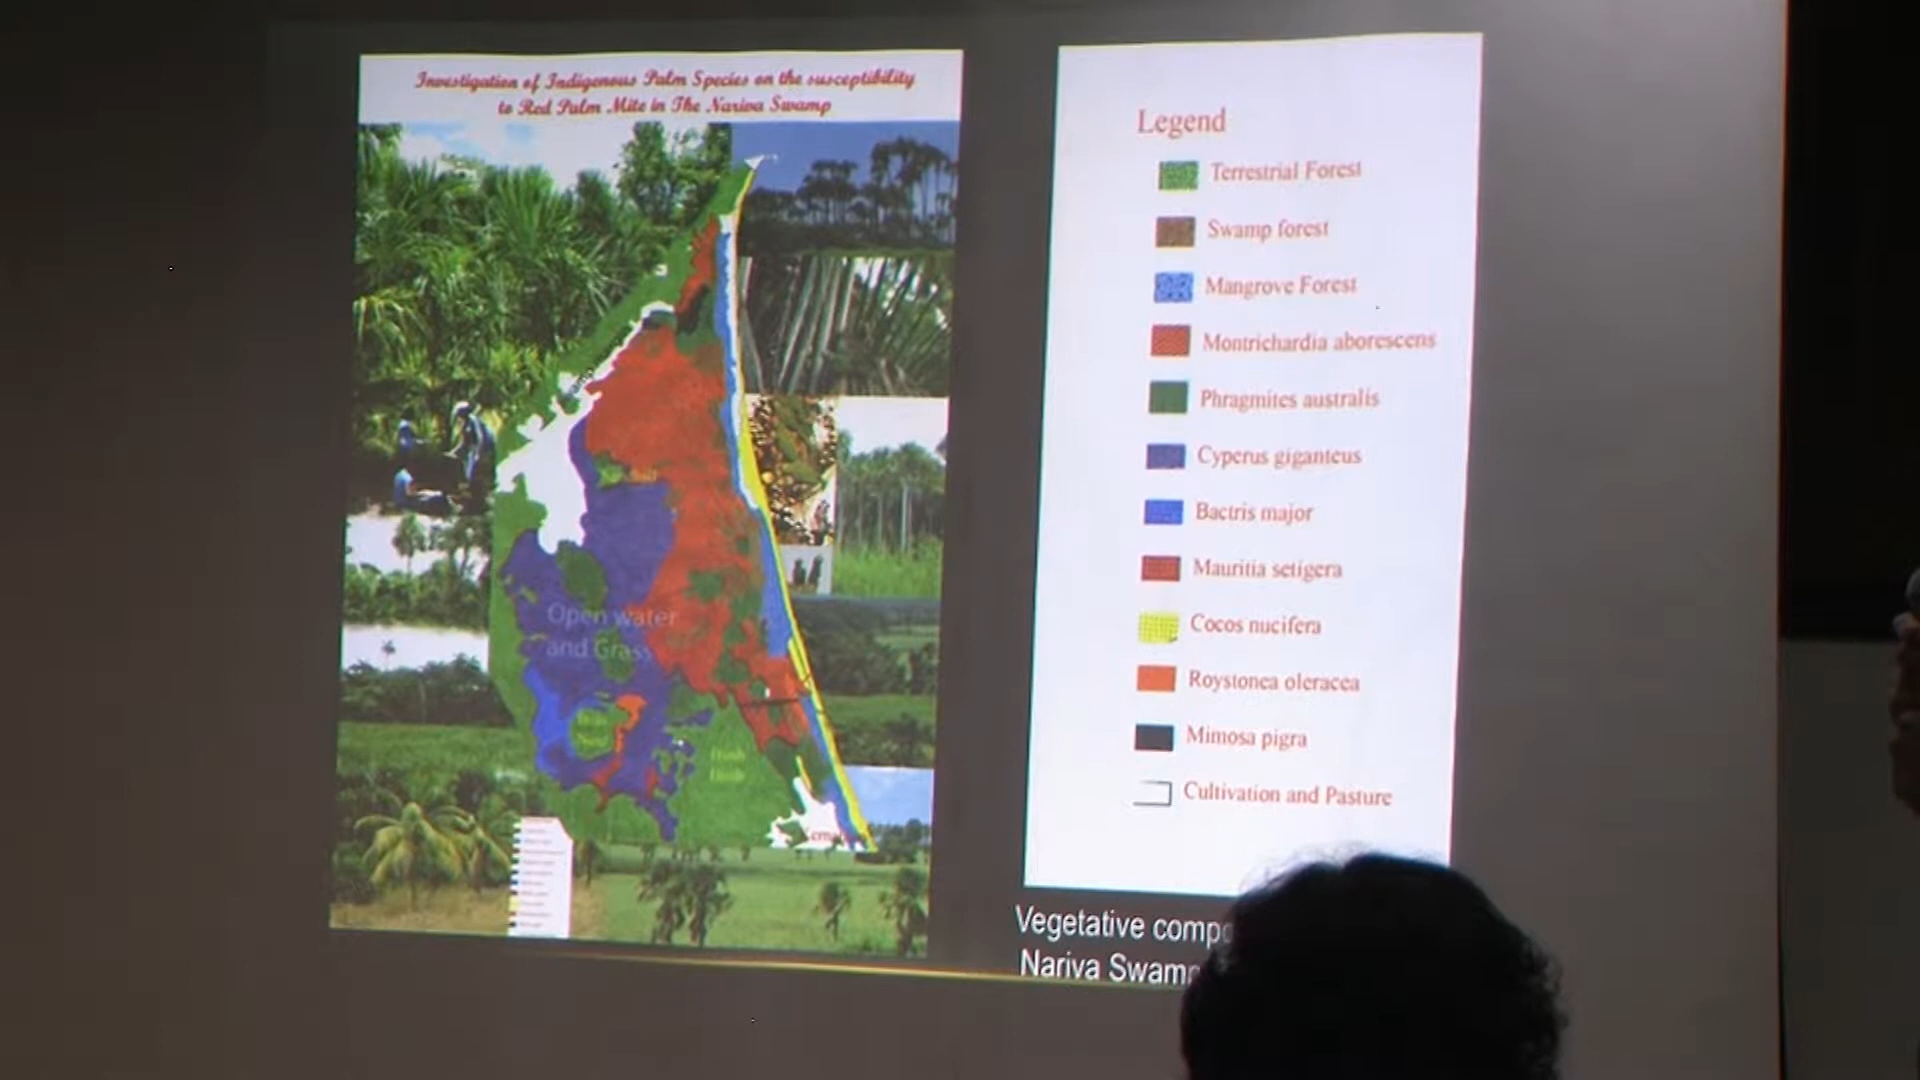 Investigation of Indigenous Palm Species on the susceptibility
to Red Palm Mite in The Nariva Swamp
Open water
and Grass
Legend
Terrestrial Forest
Swamp forest
Mangrove Forest
Montrichardia aborescens
Phragmites australis
Cyperus giganteus
Bactris major
Mauritia setigera
Cocos nucifera
Roystonea oleracea
Mimosa pigra
Cultivation and Pasture
Vegetative
Nariva Swamp